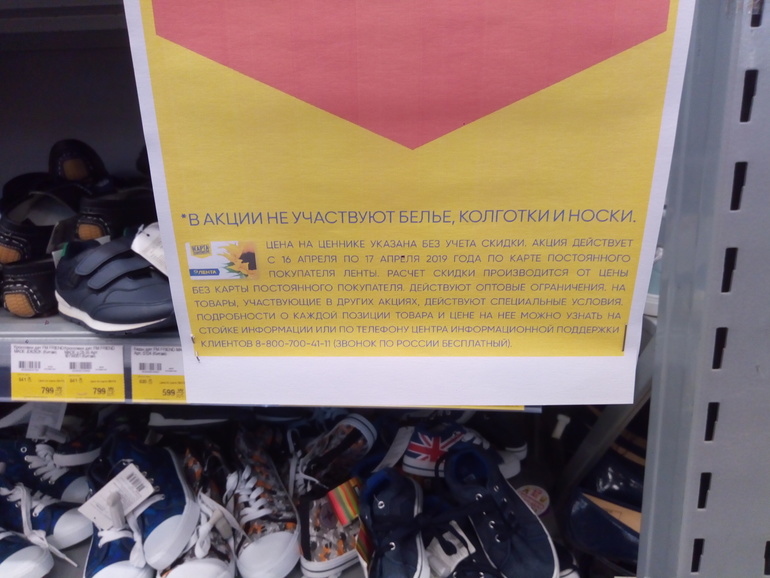 *В АКЦИИ НЕ УЧАСТВУЮТ БЕЛЬЕ, КОЛГОТКИ И НОСКИ.
ЦЕНА НА ЦЕННИКЕ УКАЗАНА БЕЗ УЧЕТА СКИДКИ. АКЦИЯ ДЕЙСТВУЕТ
С 16 АПРЕЛЯ ПО 17 АПРЕЛЯ 2019 ГОДА ПО КАРТЕ ПОСТОЯННОГО
ПОКУПАТЕЛЯ ЛЕНТЫ. РАСЧЕТ СКИДКИ ПРОИЗВОДИТСЯ ОТ ЦЕНЫ
БЕЗ КАРТЫ ПОСТОЯННОГО ПОКУПАТЕЛЯ. ДЕЙСТВУЮТ ОПТОВЫЕ ОГРАНИЧЕНИЯ. НА
ТОВАРЫ, УЧАСТВУЮЩИЕ В ДРУГИХ АКЦИЯХ, ДЕЙСТВУЮТ СПЕЦИАЛЬНЫЕ УСЛОВИЯ.
ПОДРОБНОСТИ О КАЖДОЙ ПОЗИЦИИ ТОВАРА И ЦЕНЕ НА НЕЕ МОЖНО УЗНАТЬ НА
СТОЙКЕ ИНФОРМАЦИИ ИЛИ ПО ТЕЛЕФОНУ ЦЕНТРА ИНФОРМАЦИОННОЙ ПОДДЕРЖКИ
КЛИЕНТОВ 8-800-700-41-11 (ЗВОНОК ПО РОССИИ БЕСПЛАТНЫЙ).
КАРТА
ЛЕНТА
799
799
599